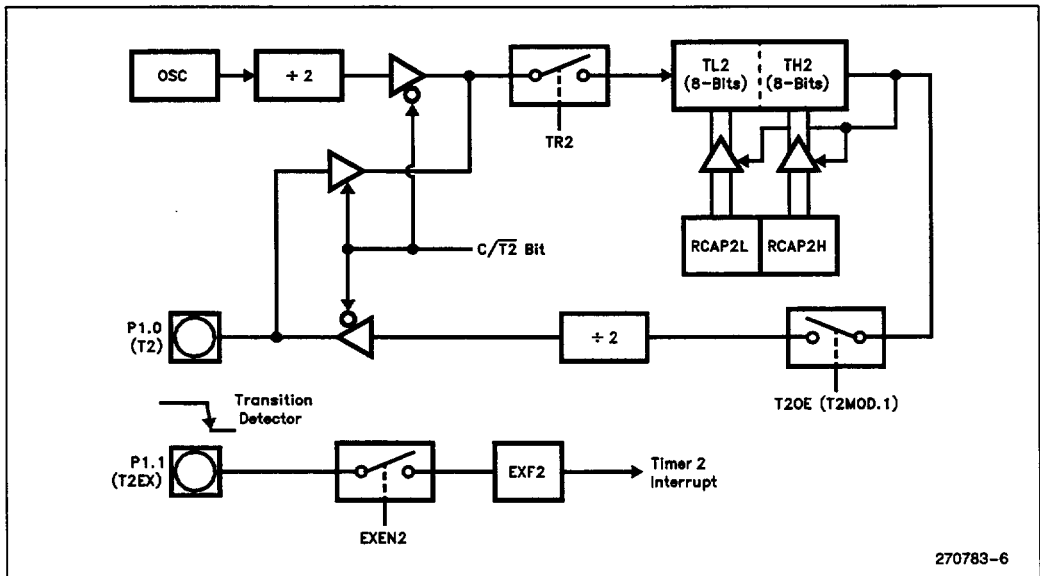 OSC
÷ 2
TR2
TL2
(8-Bits)
TH2
(8-Bits)
RCAP2L
RCAP2H
C/T̅2̅ Bit
P1.0
(T2)
÷ 2
T2OE (T2MOD.1)
Transition
Detector
P1.1
(T2EX)
EXEN2
EXF2
Timer 2
Interrupt
270783-6